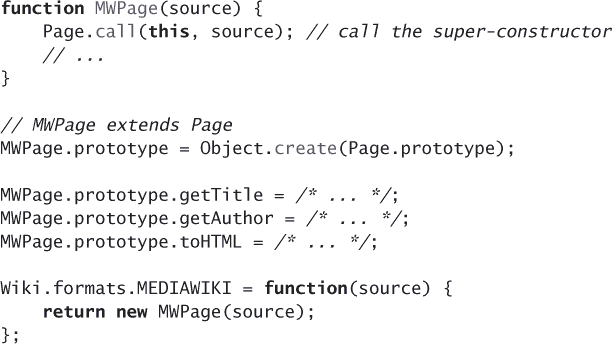 function MWPage(source) {
    Page.call(this, source); // call the super-constructor
    // ...
}

// MWPage extends Page
MWPage.prototype = Object.create(Page.prototype);

MWPage.prototype.getTitle = /* ... */;
MWPage.prototype.getAuthor = /* ... */;
MWPage.prototype.toHTML = /* ... */;

Wiki.formats.MEDIAWIKI = function(source) {
    return new MWPage(source);
};